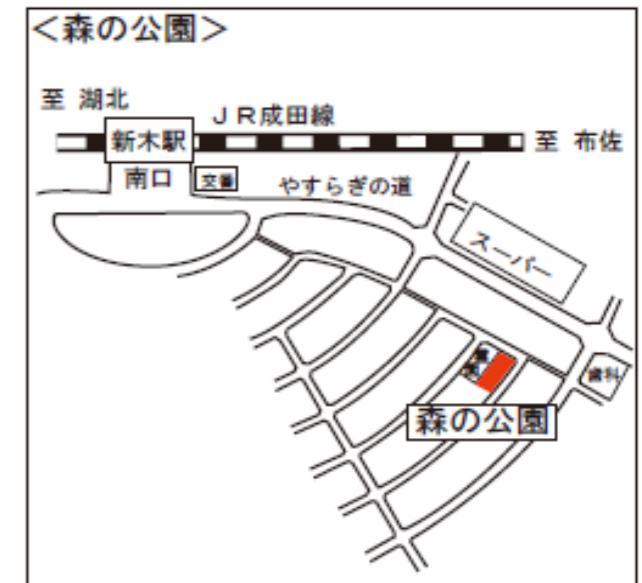 ＜森の公園＞
至 湖北
ＪＲ成田線
新木駅
至 布佐
南口
交番
やすらぎの道
スーパー
歯科
森の公園